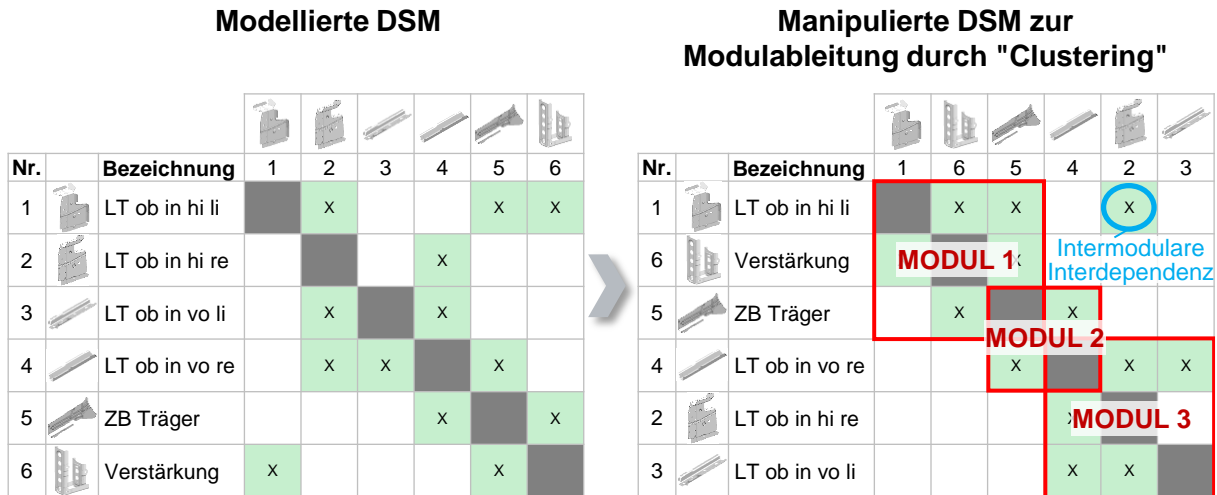 Modellierte DSM
Nr. Bezeichnung 1 2 3 4 5 6
1 LT ob in hi li X X X
2 LT ob in hi re X
3 LT ob in vo li X X
4 LT ob in vo re X X X
5 ZB Träger X X
6 Verstärkung X X
Manipulierte DSM zur
Modulableitung durch "Clustering"
Nr. Bezeichnung 1 6 5 4 2 3
1 LT ob in hi li X X X
Intermodulare
Interdependenz
6 Verstärkung MODUL 1 X
5 ZB Träger X X
MODUL 2
4 LT ob in vo re X X X
2 LT ob in hi re X MODUL 3
3 LT ob in vo li X X